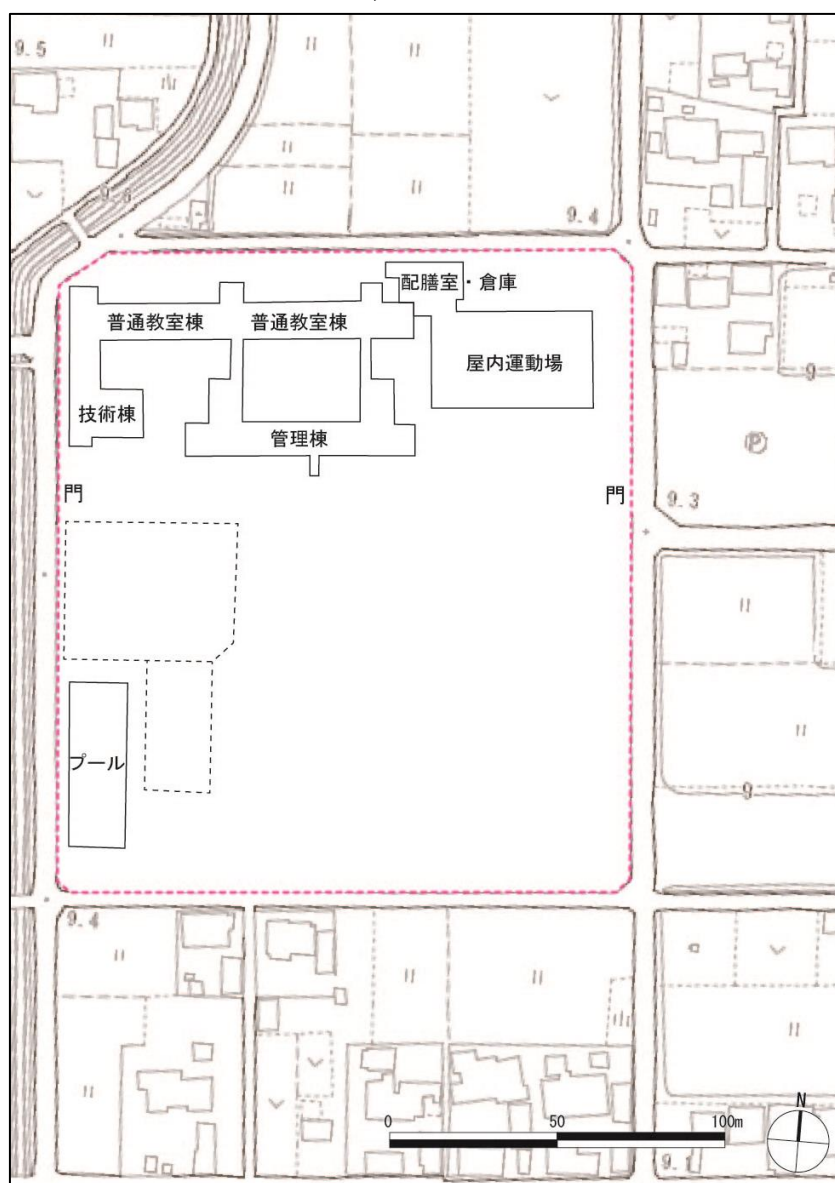 9.5
9.6
9.4
配膳室・倉庫
普通教室棟 普通教室棟
屋内運動場
技術棟
管理棟
9
P
門 門
9.3
プール
9
9.4
0 50 100m
N